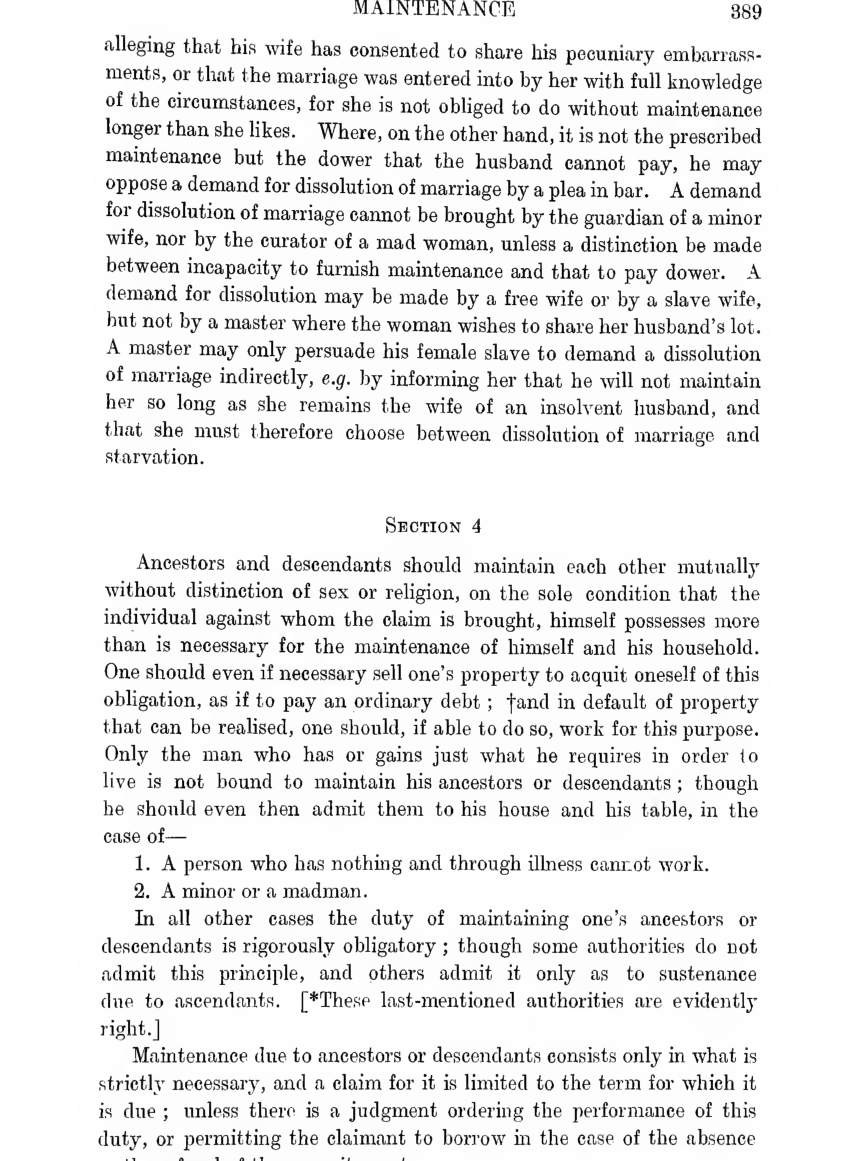 MAINTENANCE 389
alleging that his wife has consented to share his pecuniary embarrass-
ments, or that the marriage was entered into by her with full knowledge
of the circumstances, for she is not obliged to do without maintenance
longer than she likes. Where, on the other hand, it is not the prescribed
maintenance but the dower that the husband cannot pay, he may
oppose a demand for dissolution of marriage by a plea in bar. A demand
for dissolution of marriage cannot be brought by the guardian of a minor
wife, nor by the curator of a mad woman, unless a distinction be made
between incapacity to furnish maintenance and that to pay dower. A
demand for dissolution may be made by a free wife or by a slave wife,
but not by a master where the woman wishes to share her husband's lot.
A master may only persuade his female slave to demand a dissolution
of marriage indirectly, e.g. by informing her that he will not maintain
her so long as she remains the wife of an insolvent husband, and
that she must therefore choose between dissolution of marriage and
starvation.
SECTION 4
Ancestors and descendants should maintain each other mutually
without distinction of sex or religion, on the sole condition that the
individual against whom the claim is brought, himself possesses more
than is necessary for the maintenance of himself and his household.
One should even if necessary sell one's property to acquit oneself of this
obligation, as if to pay an ordinary debt ; †and in default of property
that can be realised, one should, if able to do so, work for this purpose.
Only the man who has or gains just what he requires in order to
live is not bound to maintain his ancestors or descendants ; though
he should even then admit them to his house and his table, in the
case of—
1. A person who has nothing and through illness cannot work.
2. A minor or a madman.
In all other cases the duty of maintaining one's ancestors or
descendants is rigorously obligatory ; though some authorities do not
admit this principle, and others admit it only as to sustenance
due to ascendants. [*These last-mentioned authorities are evidently
right.]
Maintenance due to ancestors or descendants consists only in what is
strictly necessary, and a claim for it is limited to the term for which it
is due ; unless there is a judgment ordering the performance of this
duty, or permitting the claimant to borrow in the case of the absence